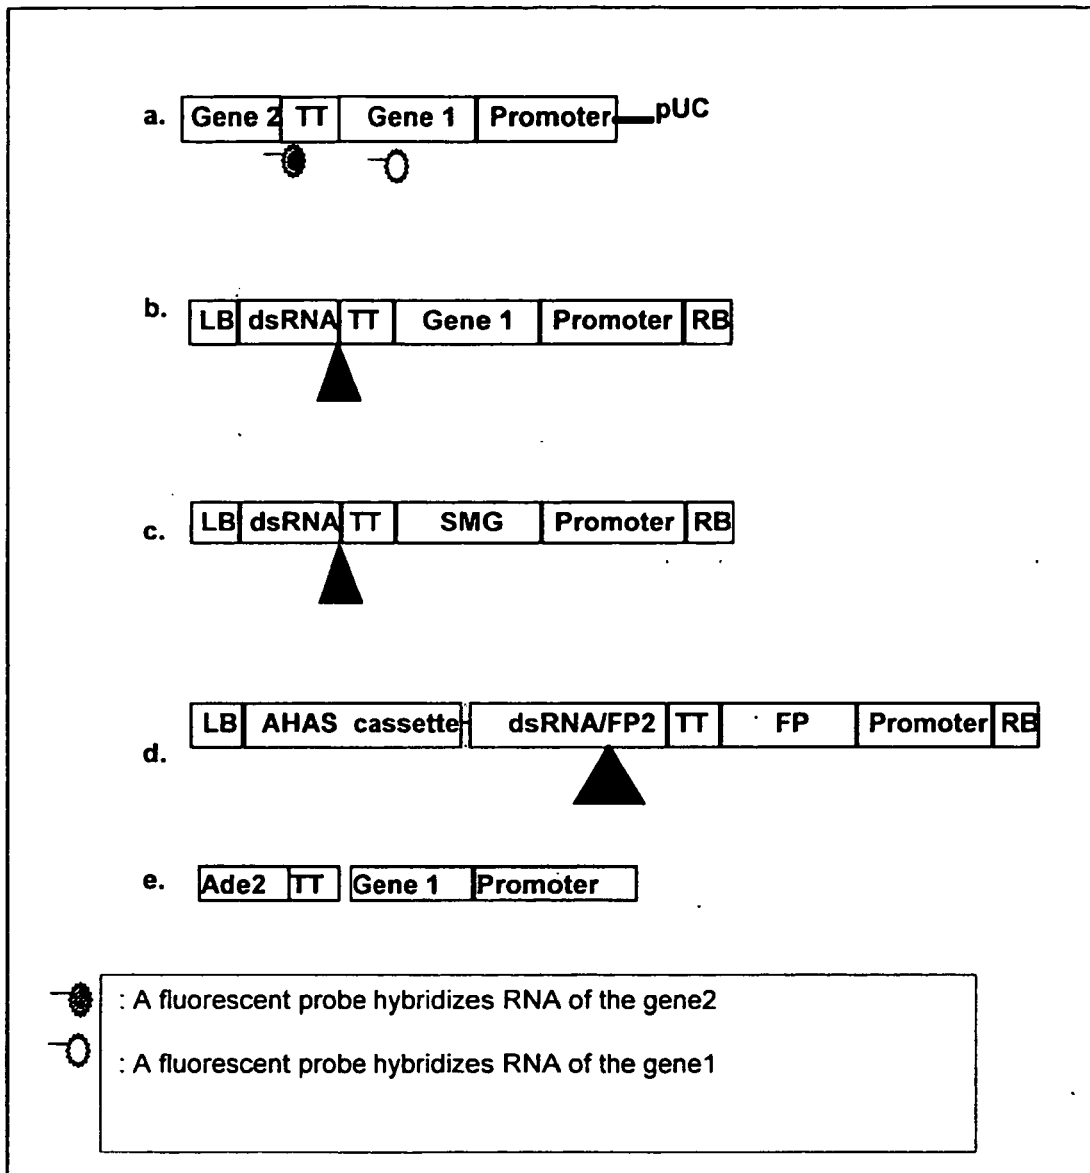 a. Gene 2 TT Gene 1 Promoter pUC
b. LB dsRNA TT Gene 1 Promoter RB
c. LB dsRNA TT SMG Promoter RB
d. LB AHAS cassette dsRNA/FP2 TT FP Promoter RB
e. Ade2 TT Gene 1 Promoter
: A fluorescent probe hybridizes RNA of the gene2
: A fluorescent probe hybridizes RNA of the gene1